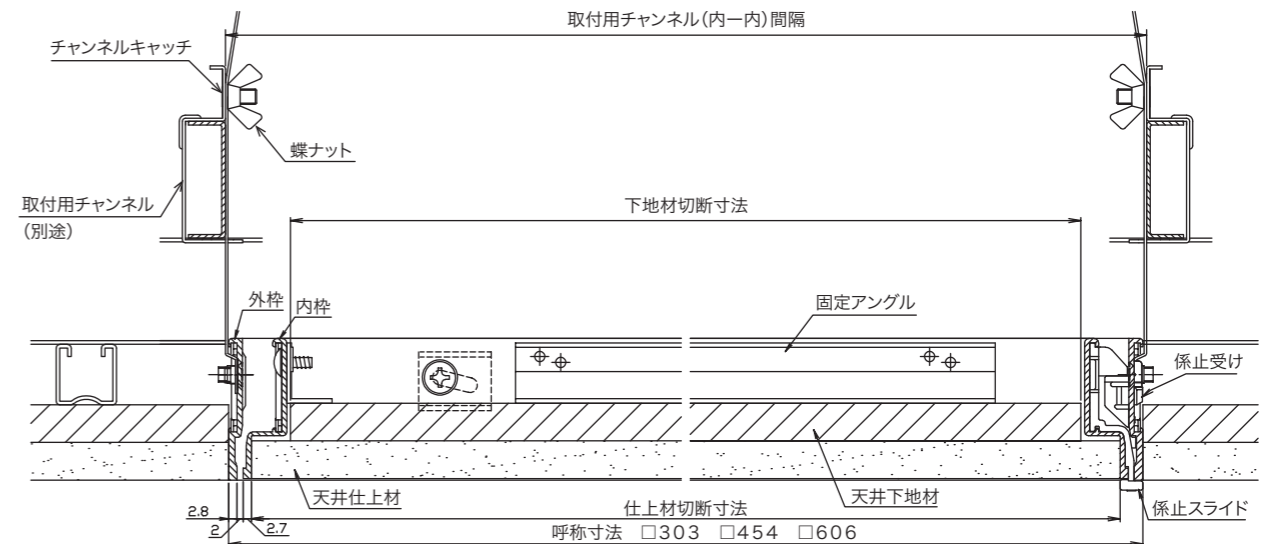 取付用チャンネル（内ー内）間隔
チャンネルキャッチ
蝶ナット
取付用チャンネル
（別途）
下地材切断寸法
外枠
内枠
固定アングル
係止受け
天井仕上材
天井下地材
係止スライド
2.8
2
2.7
仕上材切断寸法
呼称寸法 □303 □454 □606